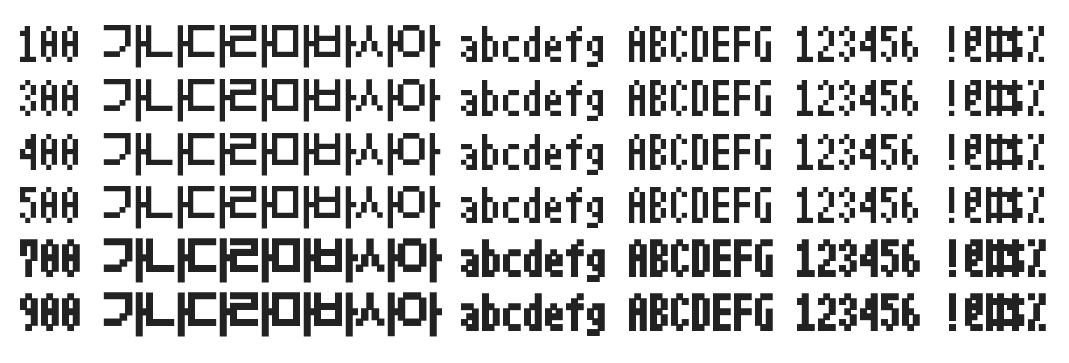 100 가나다라마바사아 abcdefg ABCDEFG 123456 !@#$%
300 가나다라마바사아 abcdefg ABCDEFG 123456 !@#$%
400 가나다라마바사아 abcdefg ABCDEFG 123456 !@#$%
500 가나다라마바사아 abcdefg ABCDEFG 123456 !@#$%
700 가나다라마바사아 abcdefg ABCDEFG 123456 !@#$%
900 가나다라마바사아 abcdefg ABCDEFG 123456 !@#$%